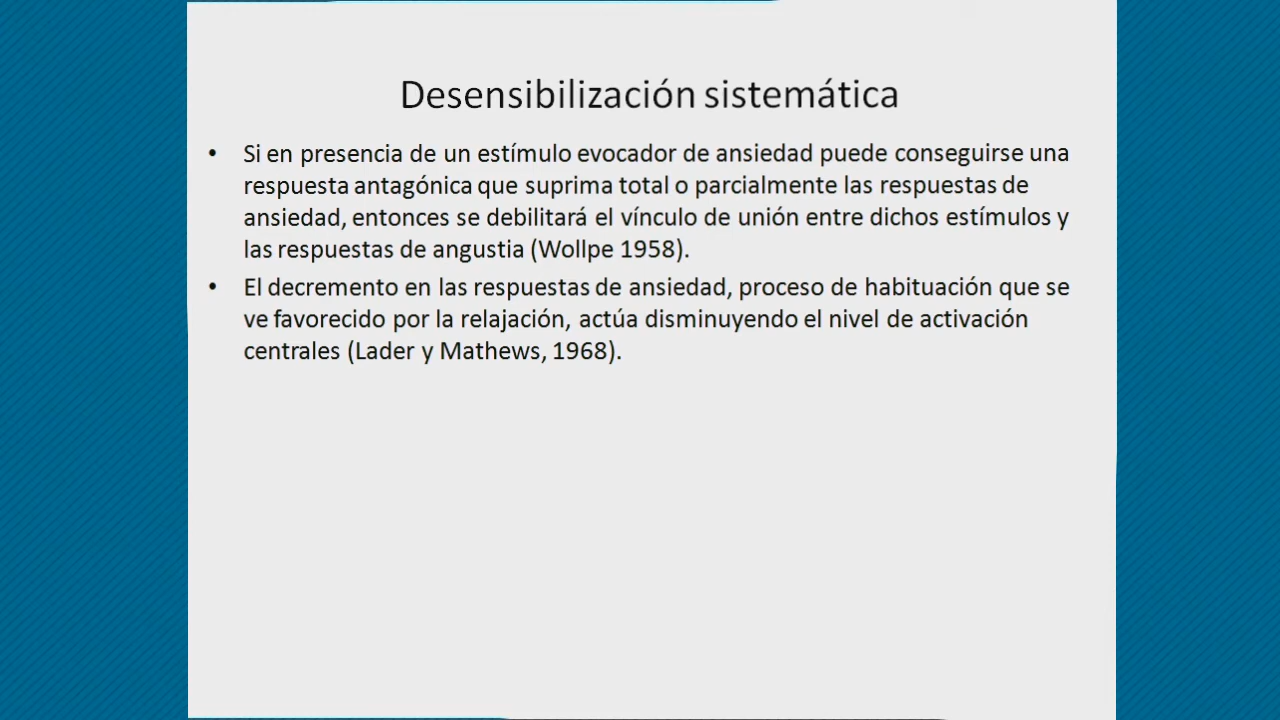 Desensibilización sistemática
• Si en presencia de un estímulo evocador de ansiedad puede conseguirse una
respuesta antagónica que suprima total o parcialmente las respuestas de
ansiedad, entonces se debilitará el vínculo de unión entre dichos estímulos y
las respuestas de angustia (Wollpe 1958).
• El decremento en las respuestas de ansiedad, proceso de habituación que se
ve favorecido por la relajación, actúa disminuyendo el nivel de activación
centrales (Lader y Mathews, 1968).